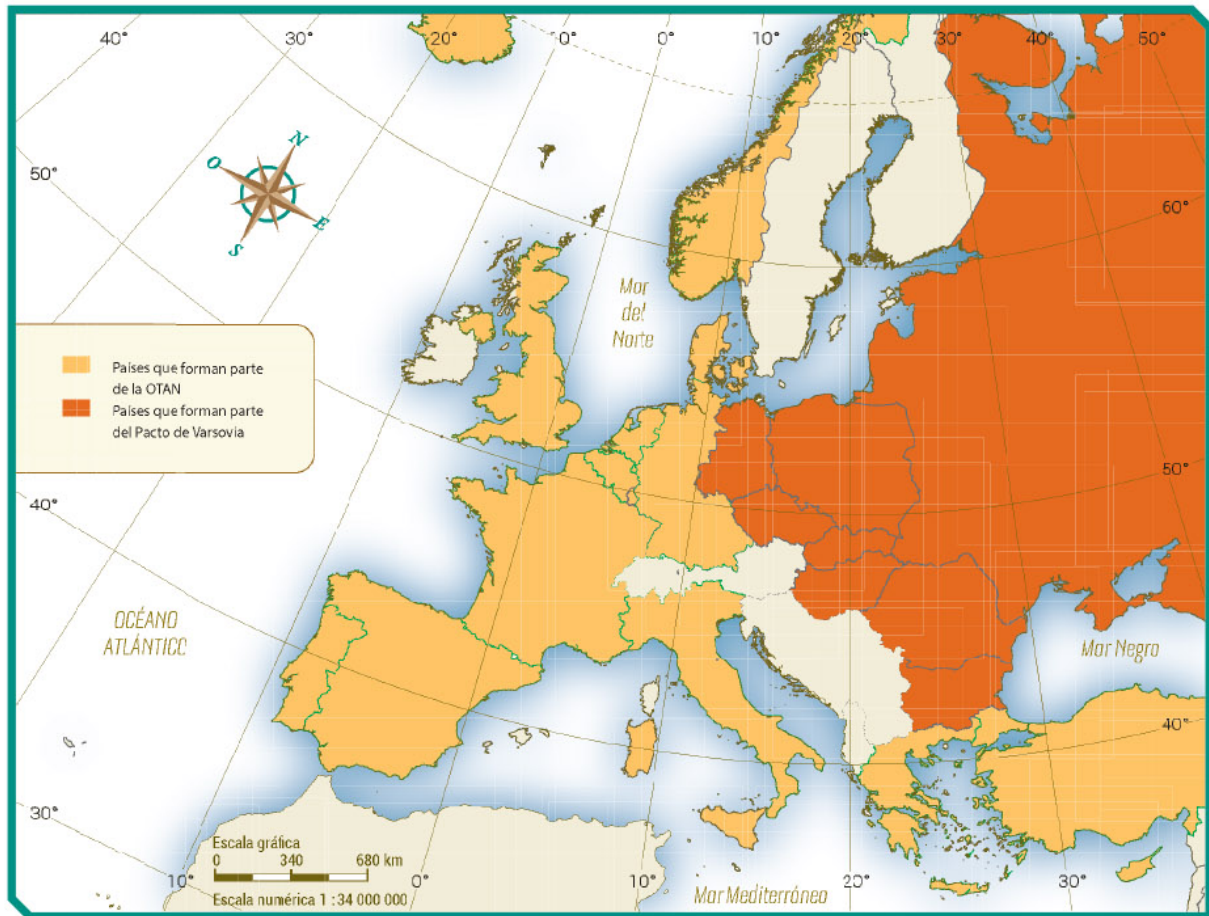 40°
30°
20°
10°
0°
10°
20°
30°
40°
50°
N
O
E
S
50°
60°
Mar
del
Norte
Países que forman parte
de la OTAN
Países que forman parte
del Pacto de Varsovia
40°
50°
OCÉANO
ATLÁNTICO
Mar Negro
40°
30°
Escala gráfica
0 340 680 km
Escala numérica 1 : 34 000 000
10°
0°
10°
Mar Mediterráneo
20°
30°